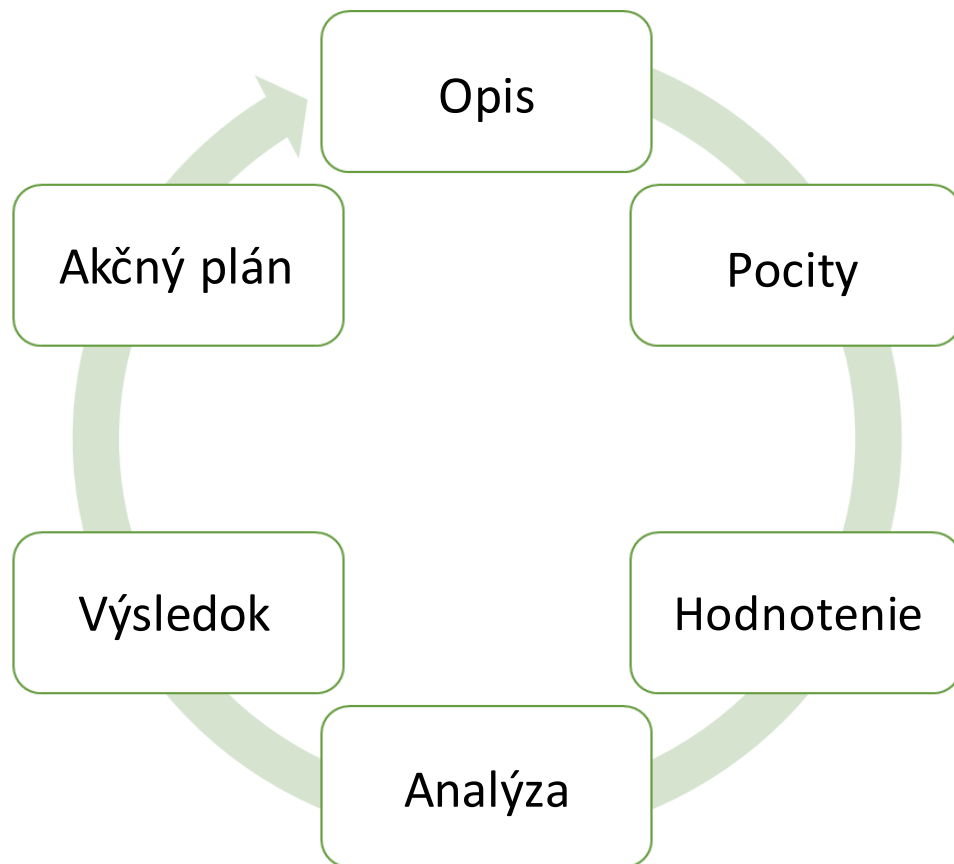 Opis
Pocity
Hodnotenie
Analýza
Výsledok
Akčný plán